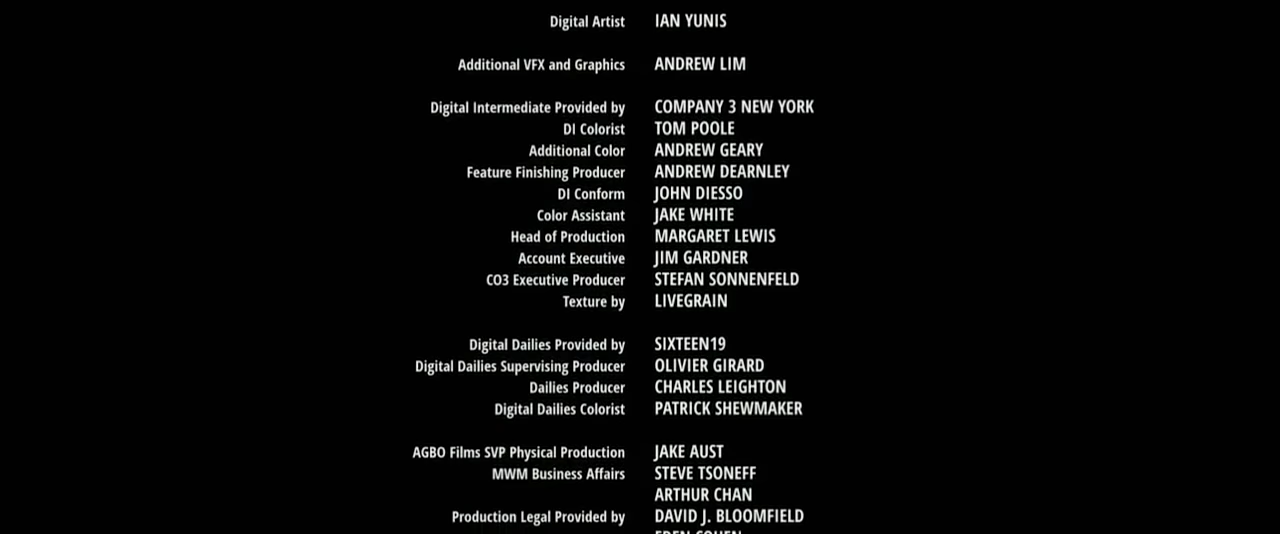 Digital Artist IAN YUNIS
Additional VFX and Graphics ANDREW LIM
Digital Intermediate Provided by COMPANY 3 NEW YORK
DI Colorist TOM POOLE
Additional Color ANDREW GEARY
Feature Finishing Producer ANDREW DEARNLEY
DI Conform JOHN DIESSO
Color Assistant JAKE WHITE
Head of Production MARGARET LEWIS
Account Executive JIM GARDNER
CO3 Executive Producer STEFAN SONNENFELD
Texture by LIVEGRAIN
Digital Dailies Provided by SIXTEEN19
Digital Dailies Supervising Producer OLIVIER GIRARD
Dailies Producer CHARLES LEIGHTON
Digital Dailies Colorist PATRICK SHEWMAKER
AGBO Films SVP Physical Production JAKE AUST
MWM Business Affairs STEVE TSONEFF
ARTHUR CHAN
Production Legal Provided by DAVID J. BLOOMFIELD